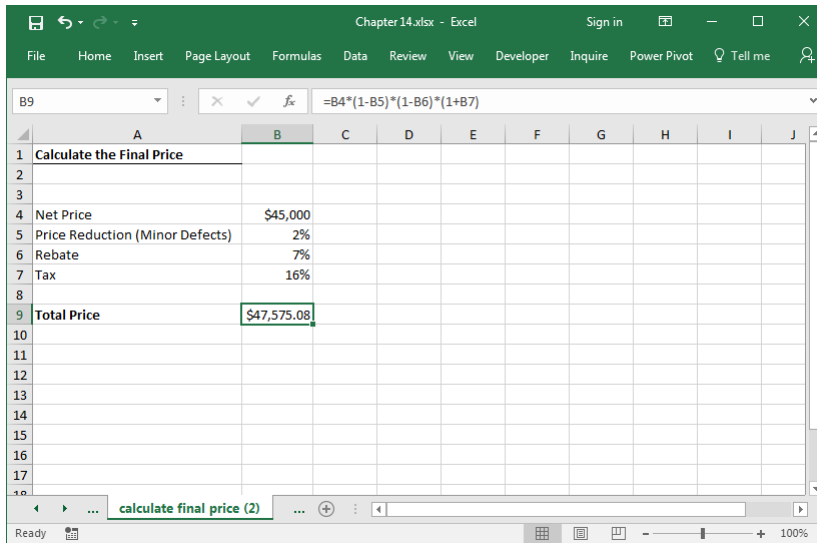 Chapter14.xlsx - Excel Sign in
File Home Insert Page Layout Formulas Data Review View Developer Inquire Power Pivot Tell me
B9 fx =B4*(1-B5)*(1-B6)*(1+B7)
A B C D E F G H I J
1 Calculate the Final Price
2
3
4 Net Price $45,000
5 Price Reduction (Minor Defects) 2%
6 Rebate 7%
7 Tax 16%
8
9 Total Price $47,575.08
10
11
12
13
14
15
16
17
18
... calculate final price (2) ...
Ready 100%